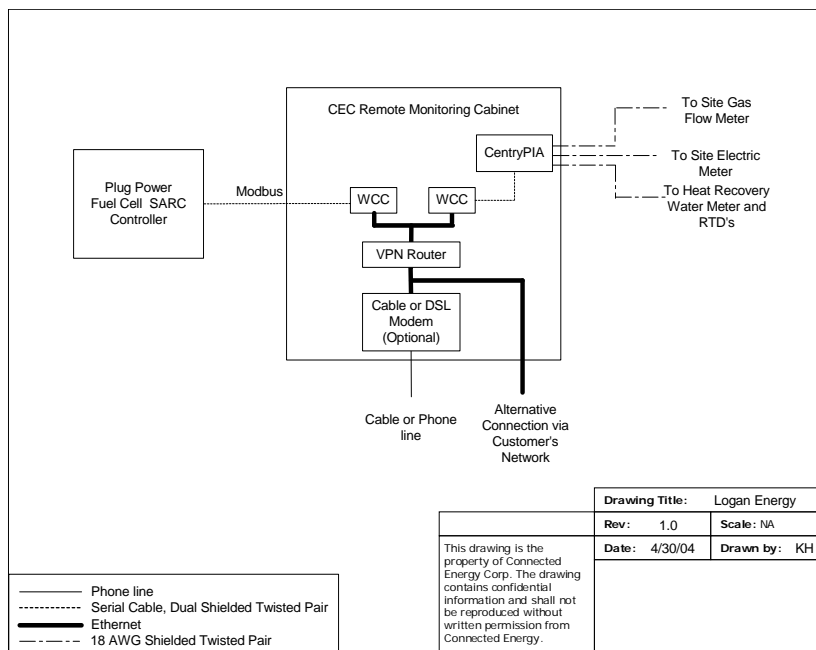 CEC Remote Monitoring Cabinet
To Site Gas
Flow Meter
CentryPIA
To Site Electric
Meter
To Heat Recovery
Water Meter and
RTD's
Plug Power
Fuel Cell SARC
Controller
Modbus
WCC
WCC
VPN Router
Cable or DSL
Modem
(Optional)
Cable or Phone
line
Alternative
Connection via
Customer's
Network
Drawing Title: Logan Energy
Rev: 1.0 Scale: NA
Date: 4/30/04 Drawn by: KH
This drawing is the
property of Connected
Energy Corp. The drawing
contains confidential
information and shall not
be reproduced without
written permission from
Connected Energy.
Phone line
Serial Cable, Dual Shielded Twisted Pair
Ethernet
18 AWG Shielded Twisted Pair